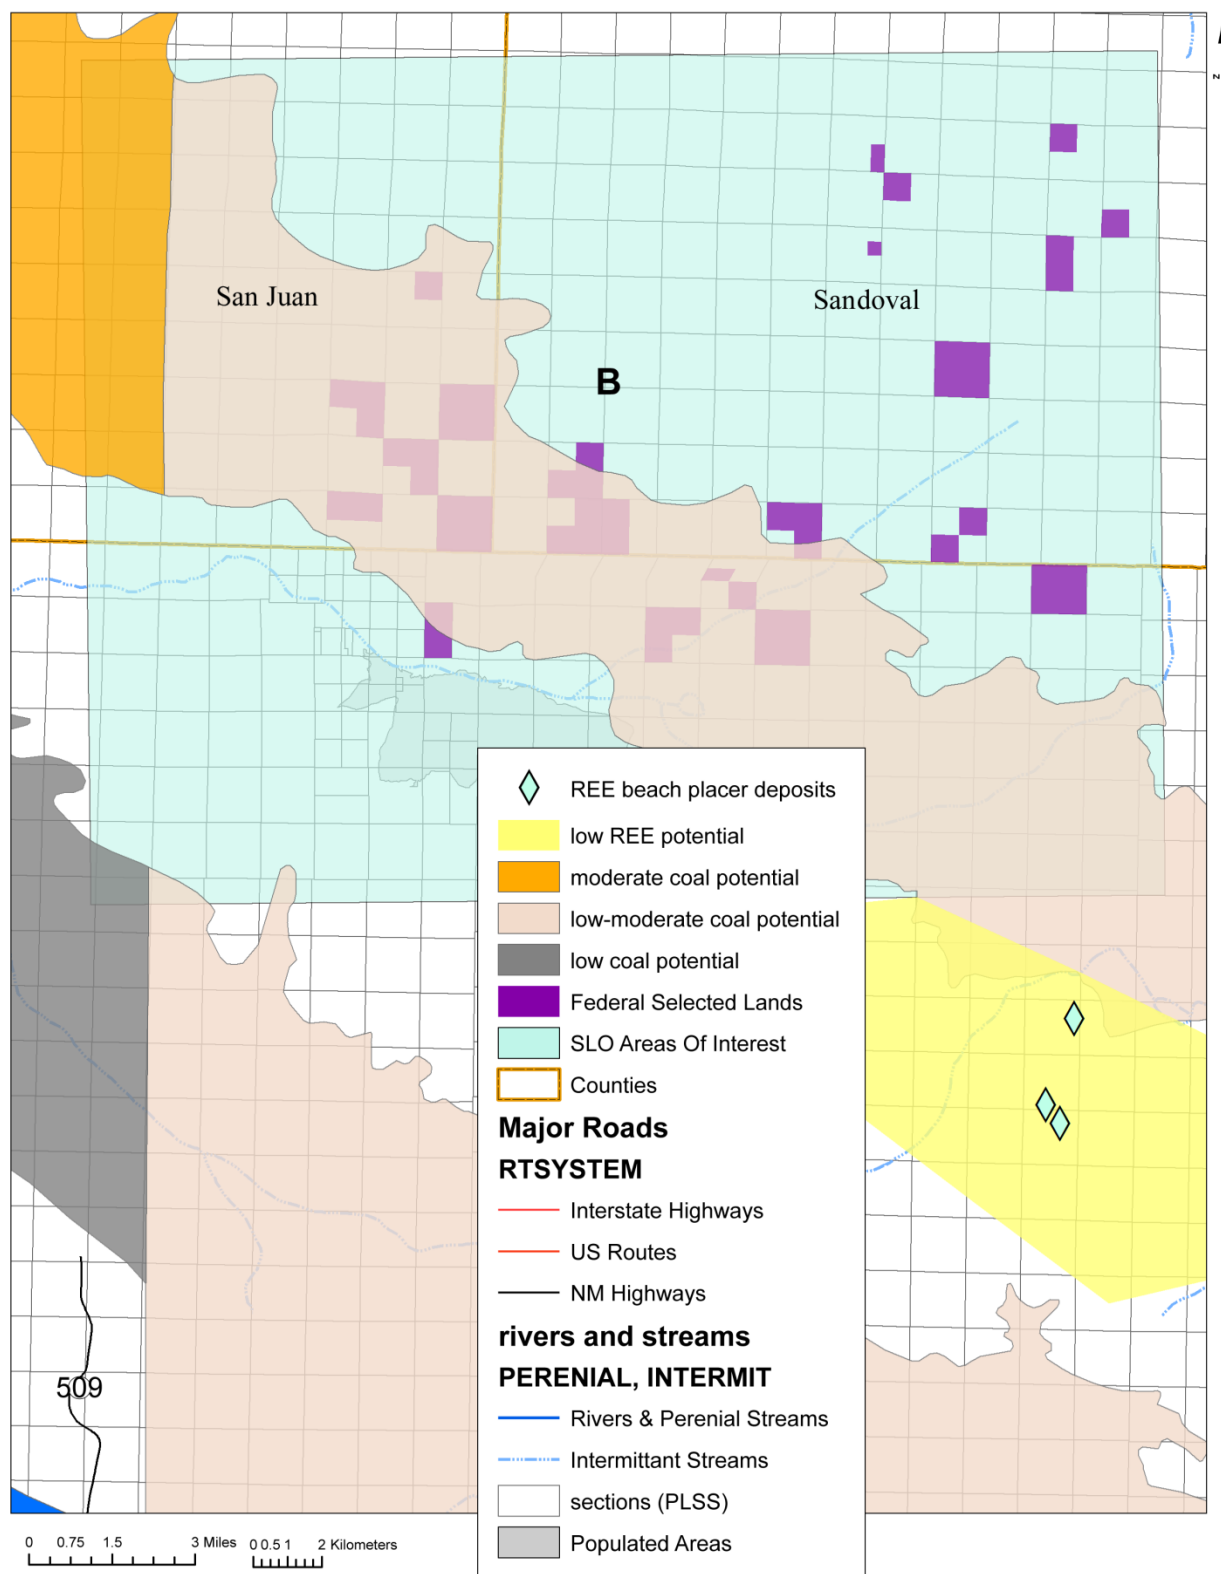 San Juan
Sandoval
B
REE beach placer deposits
low REE potential
moderate coal potential
low-moderate coal potential
low coal potential
Federal Selected Lands
SLO Areas Of Interest
Counties
Major Roads
RTSYSTEM
Interstate Highways
US Routes
NM Highways
rivers and streams
PERENIAL, INTERMIT
Rivers & Perenial Streams
Intermittant Streams
sections (PLSS)
Populated Areas
509
0 0.75 1.5 3 Miles
0 0.5 1 2 Kilometers